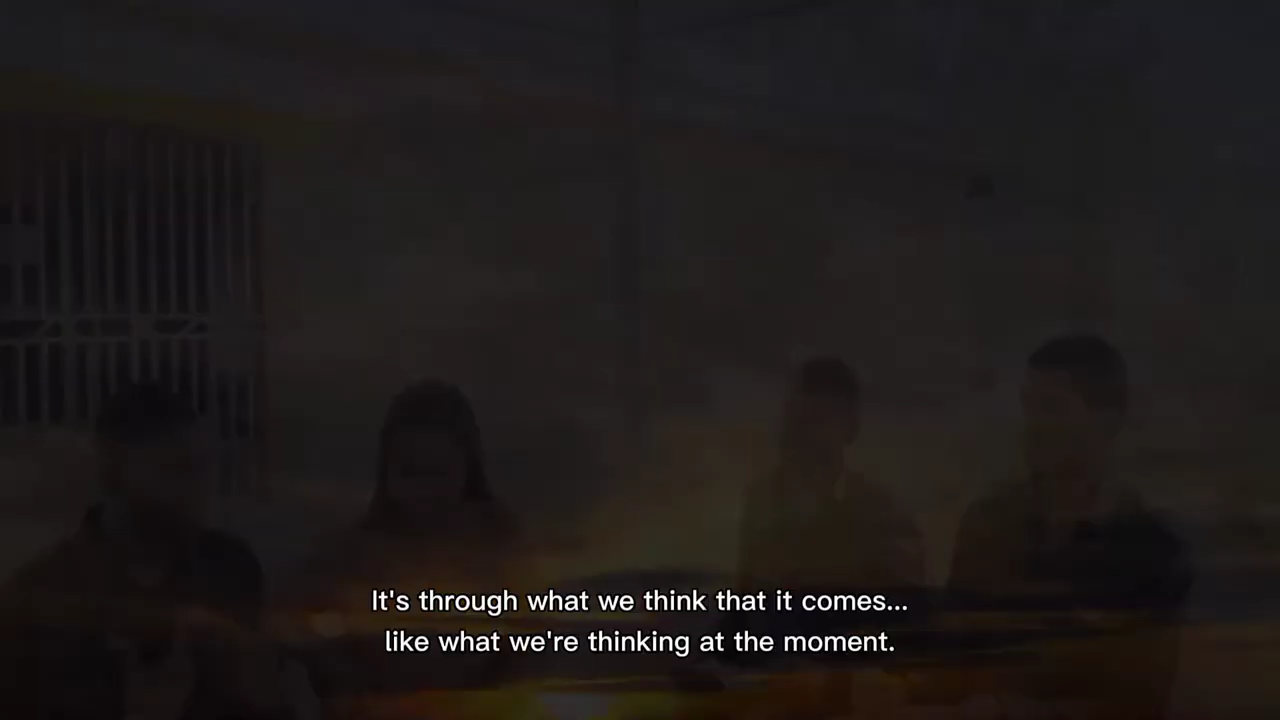 It's through what we think that it comes...
like what we're thinking at the moment.